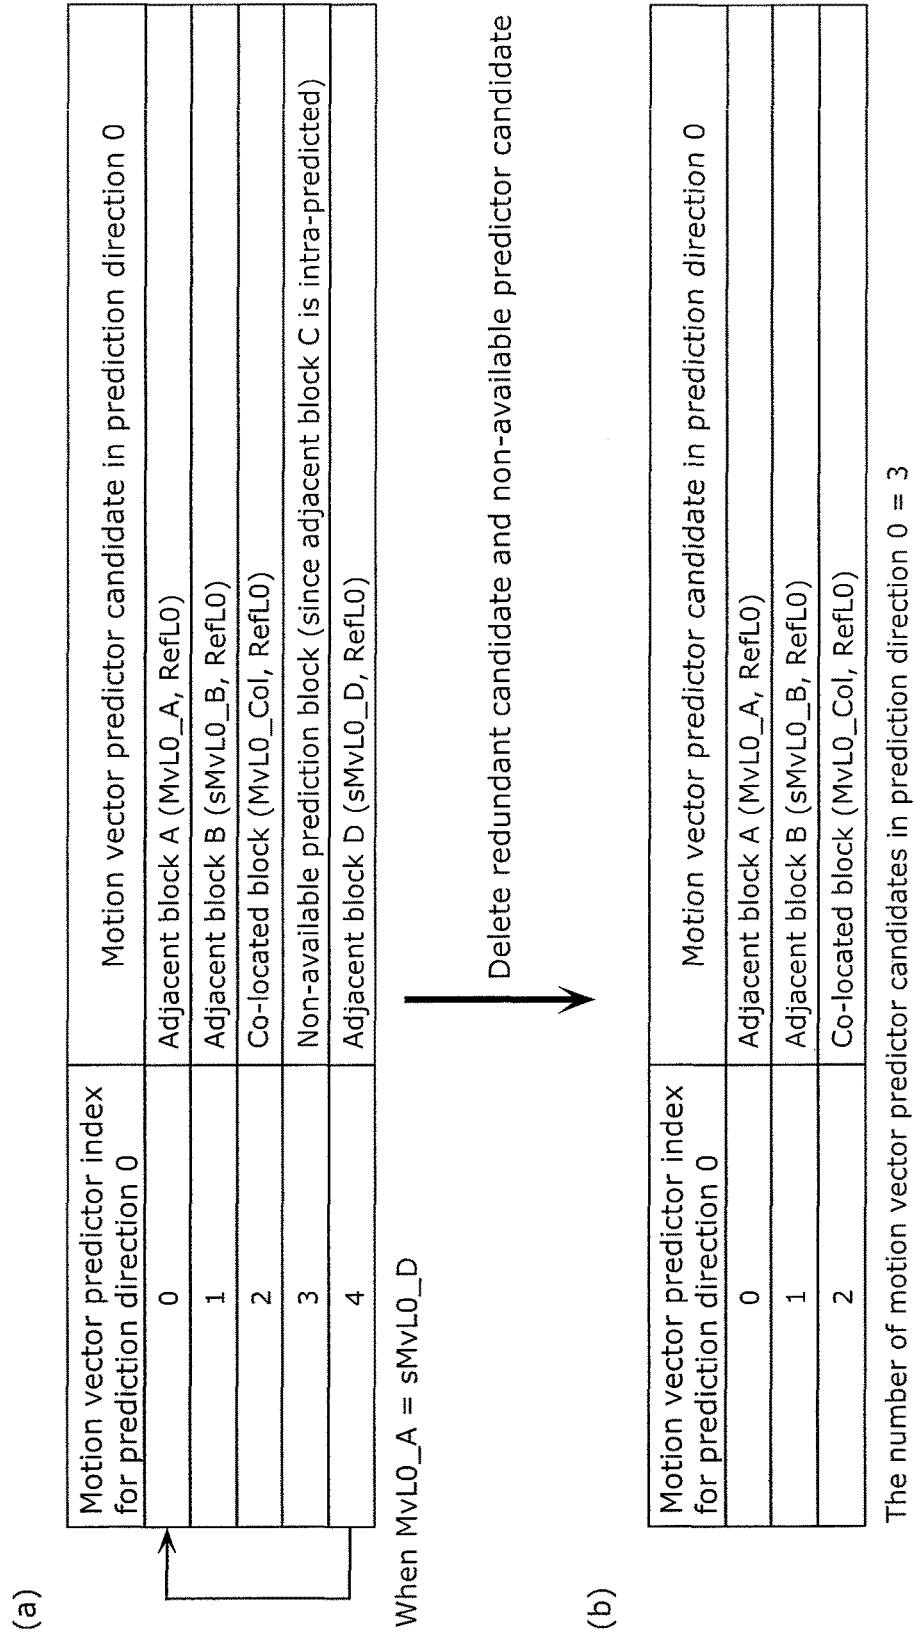 (a)
Motion vector predictor index
for prediction direction 0
Motion vector predictor candidate in prediction direction 0
0
Adjacent block A (MvL0_A, RefL0)
1
Adjacent block B (sMvL0_B, RefL0)
2
Co-located block (MvL0_Col, RefL0)
3
Non-available prediction block (since adjacent block C is intra-predicted)
4
Adjacent block D (sMvL0_D, RefL0)
When MvL0_A = sMvL0_D
Delete redundant candidate and non-available predictor candidate
(b)
Motion vector predictor index
for prediction direction 0
Motion vector predictor candidate in prediction direction 0
0
Adjacent block A (MvL0_A, RefL0)
1
Adjacent block B (sMvL0_B, RefL0)
2
Co-located block (MvL0_Col, RefL0)
The number of motion vector predictor candidates in prediction direction 0 = 3